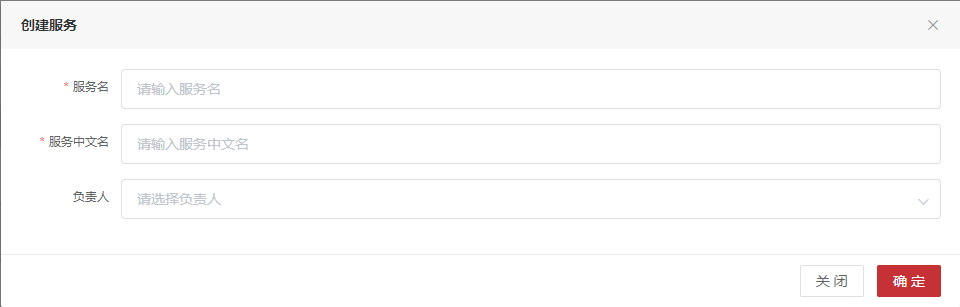 创建服务
* 服务名 请输入服务名
* 服务中文名 请输入服务中文名
负责人 请选择负责人
关 闭 确 定